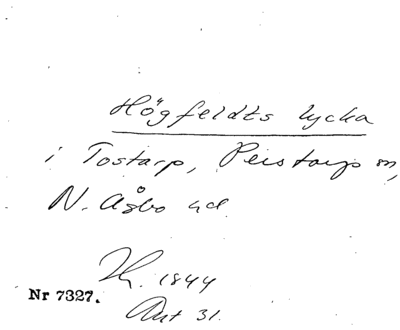 Högfeldts lycka
i Tostarp, Perstorps sn,
N. Åsbo hd.
1844
Nr 7327.
Akt 31.